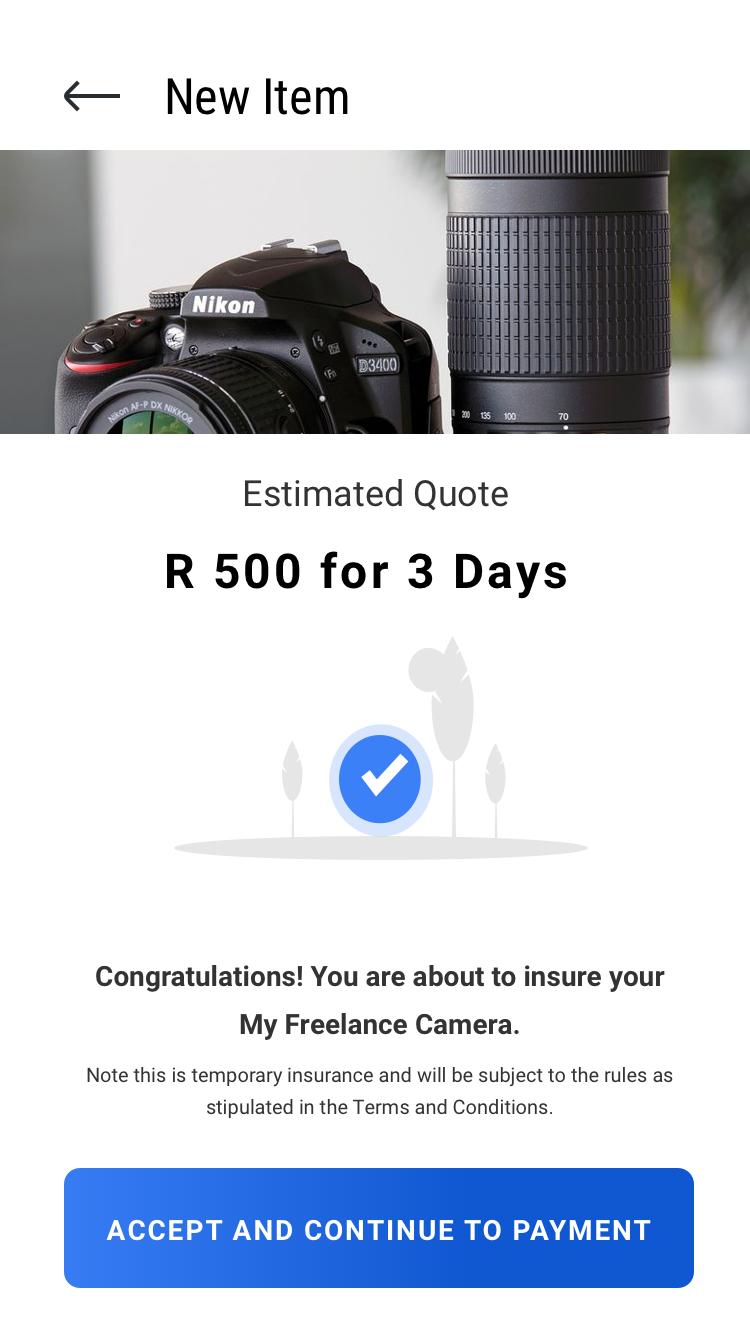 New Item
Nikon
D3400
Fn
Nikon AF-P DX NIKKOR
200 135 100 70
Estimated Quote
R 500 for 3 Days
Congratulations! You are about to insure your
My Freelance Camera.
Note this is temporary insurance and will be subject to the rules as
stipulated in the Terms and Conditions.
ACCEPT AND CONTINUE TO PAYMENT